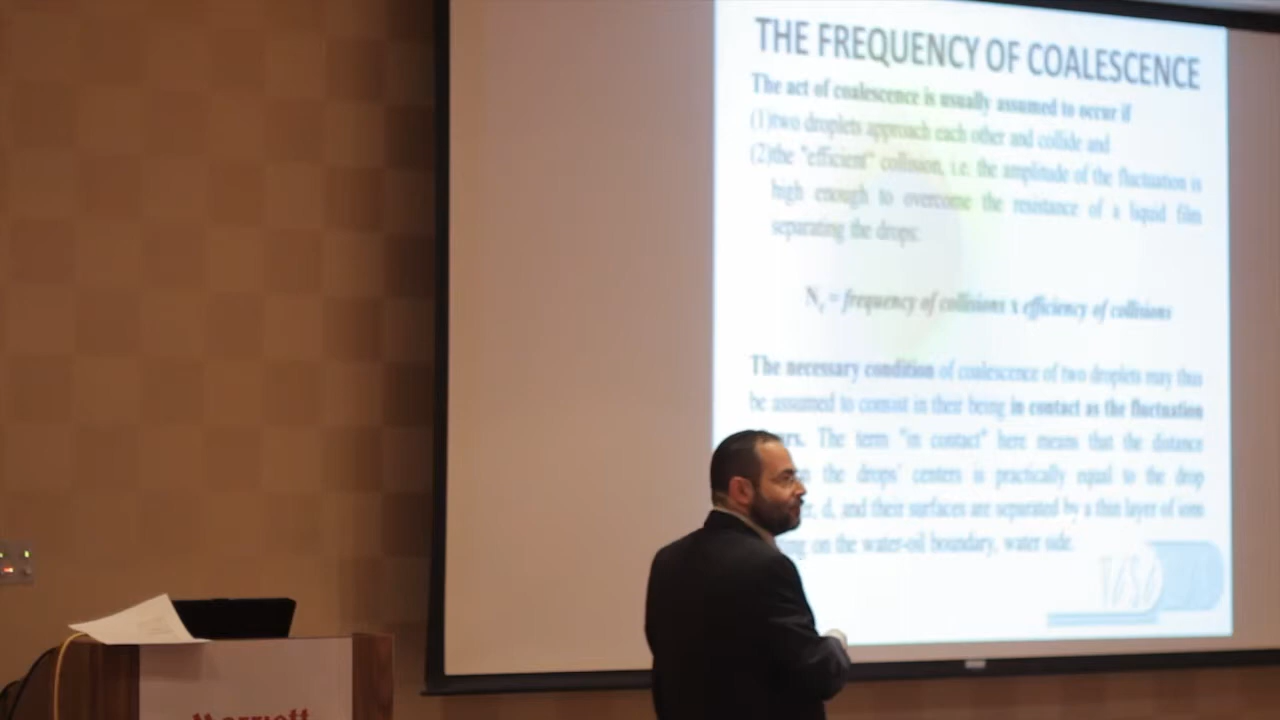 THE FREQUENCY OF COALESCENCE
The act of coalescence is usually assumed to occur if
(1)two droplets approach each other and collide and
(2)the "efficient" collision, i.e. the amplitude of the fluctuation is
high enough to overcome the resistance of a liquid film
separating the drops:
= frequency of collisions x efficiency of collisions
The necessary condition of coalescence of two droplets may thus
be assumed to consist in their being in contact as the fluctuation
The term "in contact" here means that the distance
the drops' centers is practically equal to the drop
d, and their surfaces are separated by a thin layer of ions
on the water-oil boundary, water side.
Marriott